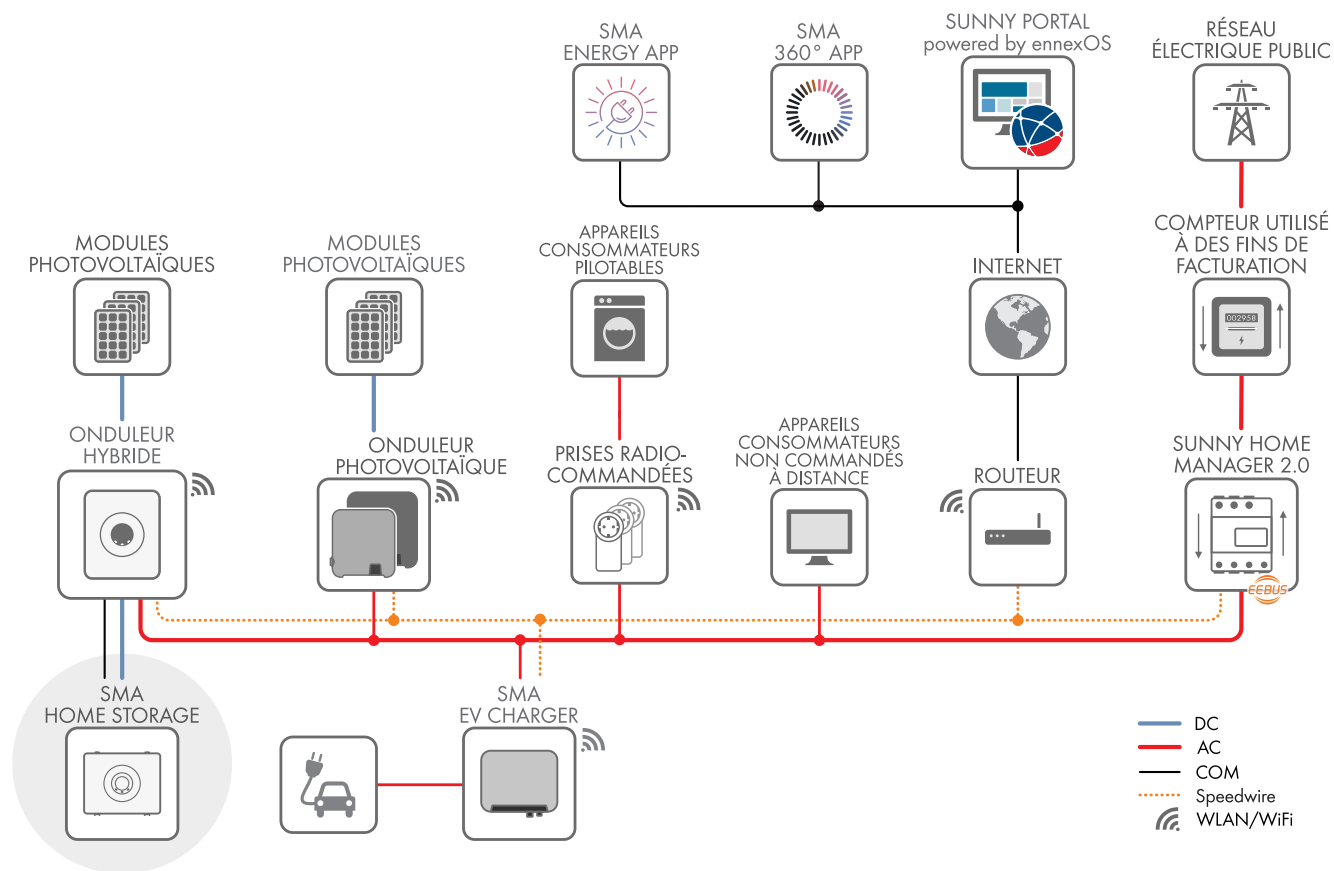 SMA
ENERGY APP
SMA
360° APP
SUNNY PORTAL
powered by ennexOS
RÉSEAU
ÉLECTRIQUE PUBLIC
MODULES
PHOTOVOLTAÏQUES
MODULES
PHOTOVOLTAÏQUES
APPAREILS
CONSOMMATEURS
PILOTABLES
INTERNET
COMPTEUR UTILISÉ
À DES FINS DE
FACTURATION
002958
ONDULEUR
HYBRIDE
ONDULEUR
PHOTOVOLTAÏQUE
PRISES RADIO-
COMMANDÉES
APPAREILS
CONSOMMATEURS
NON COMMANDÉS
À DISTANCE
ROUTEUR
SUNNY HOME
MANAGER 2.0
EEBUS
SMA
HOME STORAGE
SMA
EV CHARGER
DC
AC
COM
Speedwire
WLAN/WiFi